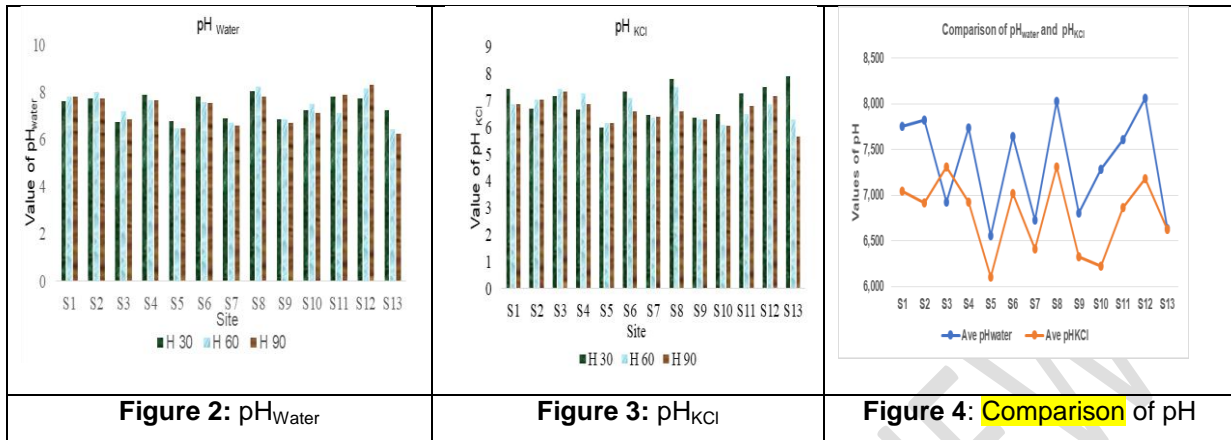 pH Water
10
8
6
4
2
0
Value of pHwater
S1 S2 S3 S4 S5 S6 S7 S8 S9 S10 S11 S12 S13
Site
H 30 H 60 H 90
Figure 2: pHWater
pH KCl
9
8
7
6
5
4
3
2
1
0
Value of pH KCl
S1 S2 S3 S4 S5 S6 S7 S8 S9 S10 S11 S12 S13
Site
H 30 H 60 H 90
Figure 3: pHKCl
Comparison of pHwater and pHKCl
8,500
8,000
7,500
7,000
6,500
6,000
Values of pH
S1 S2 S3 S4 S5 S6 S7 S8 S9 S10 S11 S12 S13
Ave pHwater Ave pHKCl
Figure 4: Comparison of pH